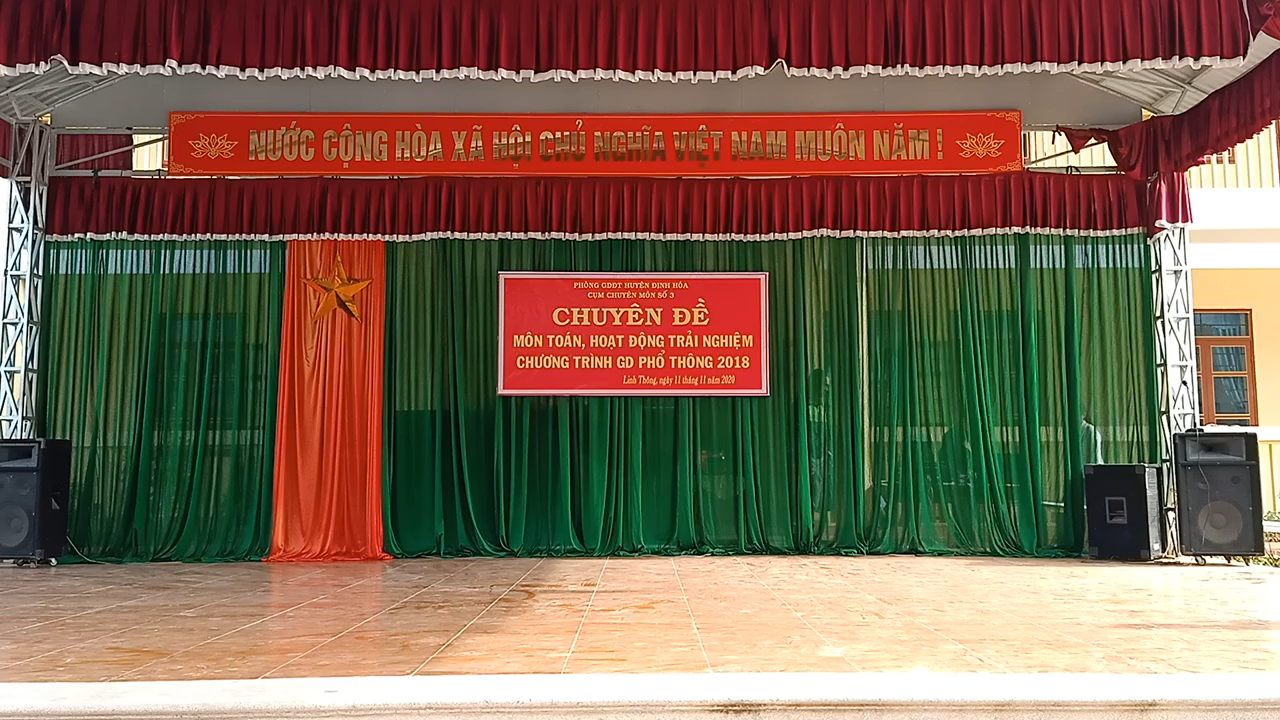 NƯỚC CỘNG HÒA XÃ HỘI CHỦ NGHĨA VIỆT NAM MUÔN NĂM !
PHÒNG GDĐT HUYỆN ĐỊNH HÓA
CỤM CHUYÊN MÔN SỐ 3
CHUYÊN ĐỀ
MÔN TOÁN, HOẠT ĐỘNG TRẢI NGHIỆM
CHƯƠNG TRÌNH GD PHỔ THÔNG 2018
Linh Thông, ngày 11 tháng 11 năm 2020